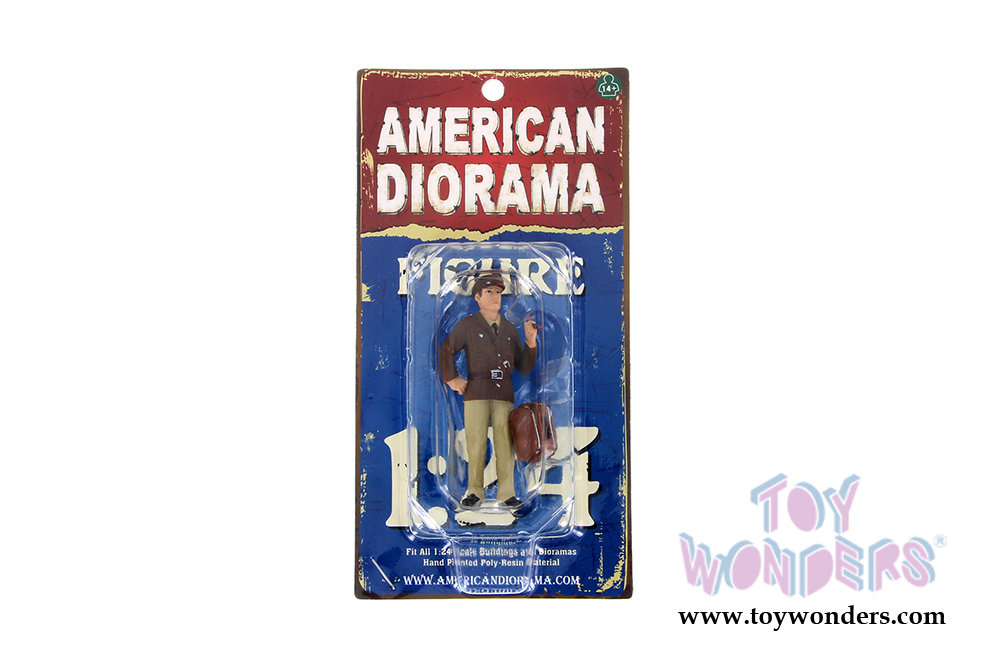 14+
AMERICAN
DIORAMA
FIGURE
1:24
Fit All 1:24 Scale Buildings and Dioramas
Hand Painted Poly-Resin Material
WWW.AMERICANDIORAMA.COM
TOY
WONDERS®
www.toywonders.com